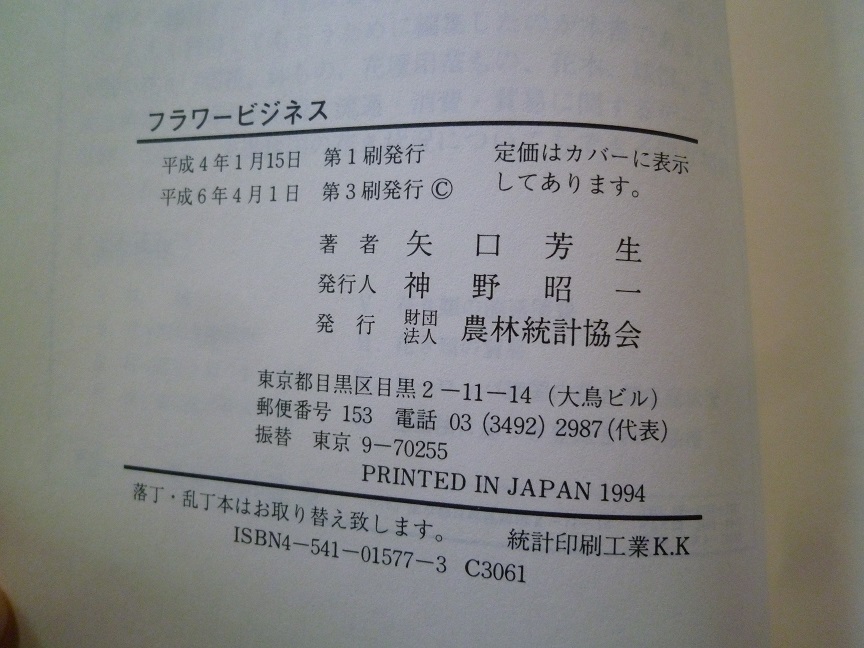 フラワービジネス
平成4年1月15日 第1刷発行 定価はカバーに表示
平成6年4月1日 第3刷発行 © してあります。
著者 矢口芳生
発行人 神野昭一
発行 財団法人 農林統計協会
東京都目黒区目黒2-11-14 (大鳥ビル)
郵便番号 153 電話 03 (3492) 2987(代表)
振替 東京 9-70255
PRINTED IN JAPAN 1994
落丁・乱丁本はお取り替え致します。 統計印刷工業K.K
ISBN4-541-01577-3 C3061